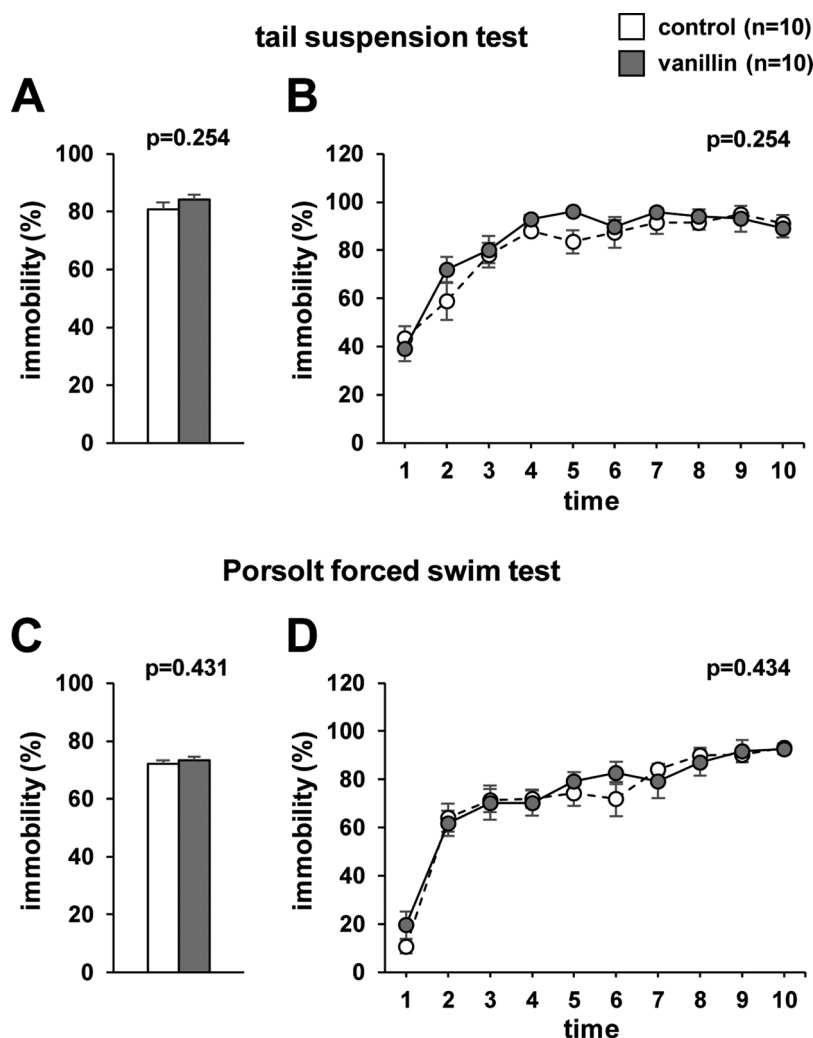 tail suspension test
control (n=10)
vanillin (n=10)
A
p=0.254
immobility (%)
100
80
60
40
20
0
B
p=0.254
immobility (%)
120
100
80
60
40
20
0
1 2 3 4 5 6 7 8 9 10
time
Porsolt forced swim test
C
p=0.431
immobility (%)
100
80
60
40
20
0
D
p=0.434
immobility (%)
120
100
80
60
40
20
0
1 2 3 4 5 6 7 8 9 10
time